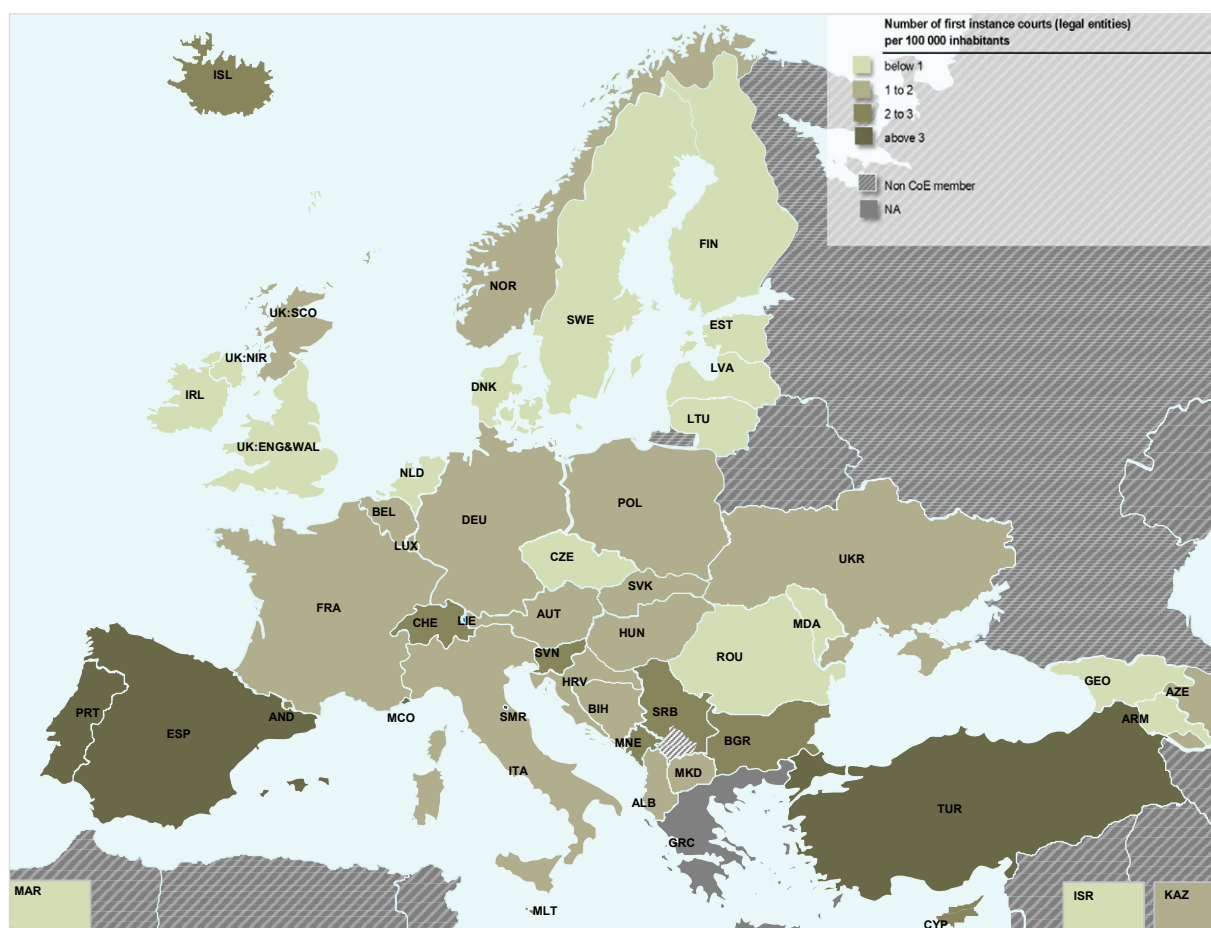 Number of first instance courts (legal entities)
per 100 000 inhabitants
below 1
1 to 2
2 to 3
above 3
Non CoE member
NA
ISL
FIN
NOR
UK:SCO
SWE
EST
UK:NIR
LVA
DNK
IRL
LTU
UK:ENG&WAL
NLD
BEL
POL
DEU
LUX
CZE
UKR
SVK
FRA
AUT
CHE
LIE
MDA
HUN
SVN
ROU
HRV
GEO
AZE
BIH
SRB
PRT
AND
MCO
SMR
ARM
ESP
MNE
BGR
ITA
MKD
ALB
TUR
GRC
MAR
ISR
KAZ
MLT
CYP